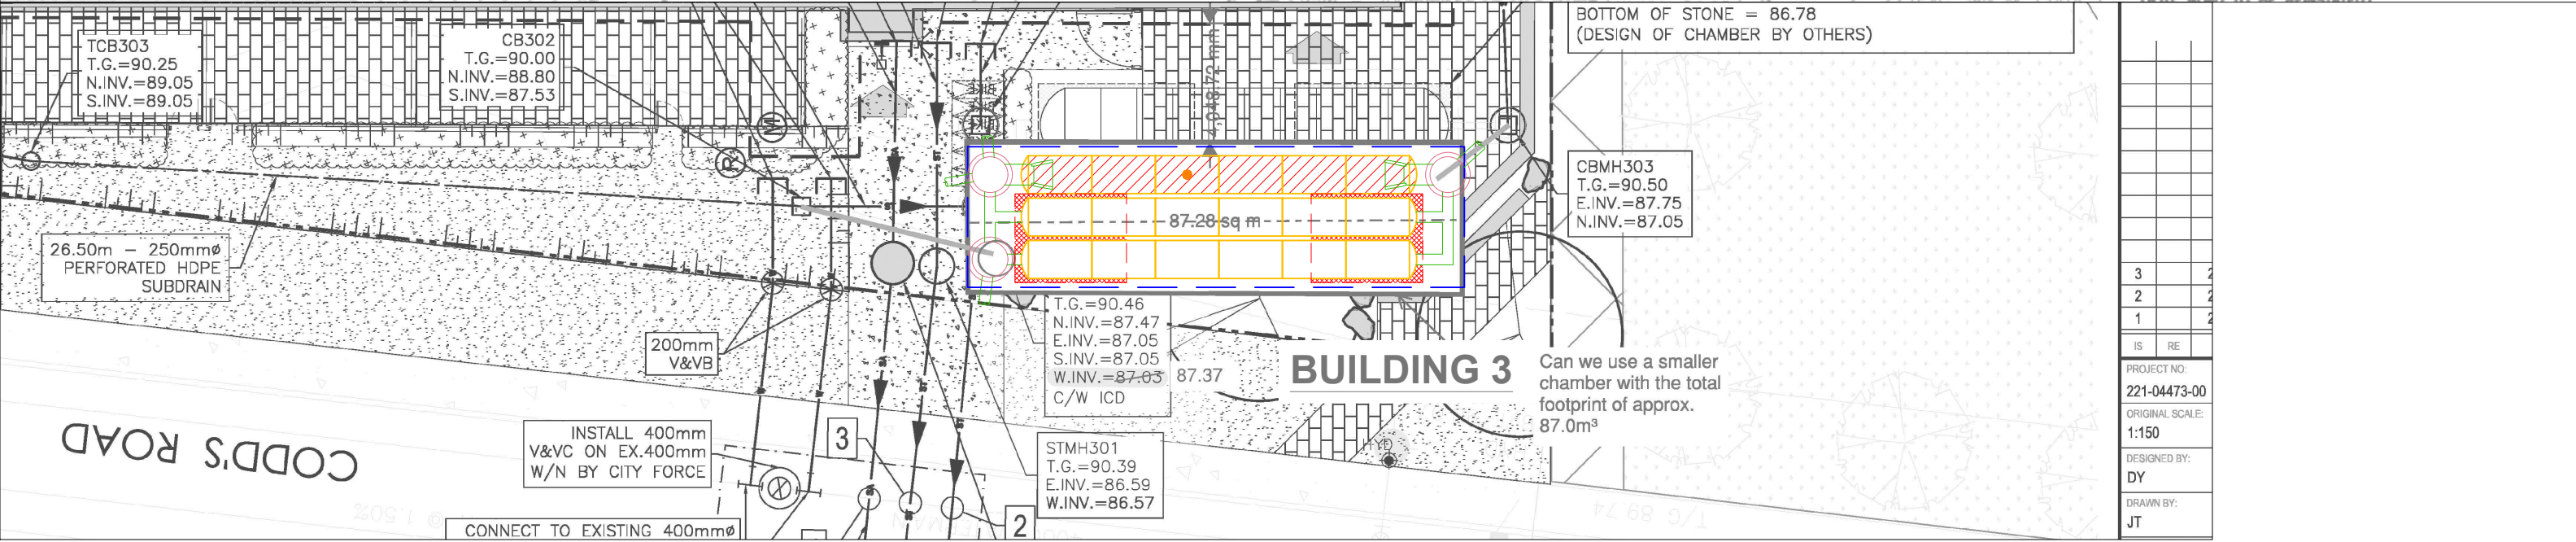 BOTTOM OF STONE = 86.78
(DESIGN OF CHAMBER BY OTHERS)
TCB303
T.G.=90.25
N.INV.=89.05
S.INV.=89.05
CB302
T.G.=90.00
N.INV.=88.80
S.INV.=87.53
M
CBMH303
T.G.=90.50
E.INV.=87.75
N.INV.=87.05
87.28 sq m
26.50m – 250mmø
PERFORATED HDPE
SUBDRAIN
200mm
V&VB
T.G.=90.46
N.INV.=87.47
E.INV.=87.05
S.INV.=87.05
W.INV.=87.03 87.37
C/W ICD
BUILDING 3
Can we use a smaller
chamber with the total
footprint of approx.
87.0m³
CODD'S ROAD
INSTALL 400mm
V&VC ON EX.400mm
W/N BY CITY FORCE
3
STMH301
T.G.=90.39
E.INV.=86.59
W.INV.=86.57
HYD
CONNECT TO EXISTING 400mmø
2
@ 1.50%
T/G 89.74
3
2
1
IS RE
PROJECT NO:
221-04473-00
ORIGINAL SCALE:
1:150
DESIGNED BY:
DY
DRAWN BY:
JT